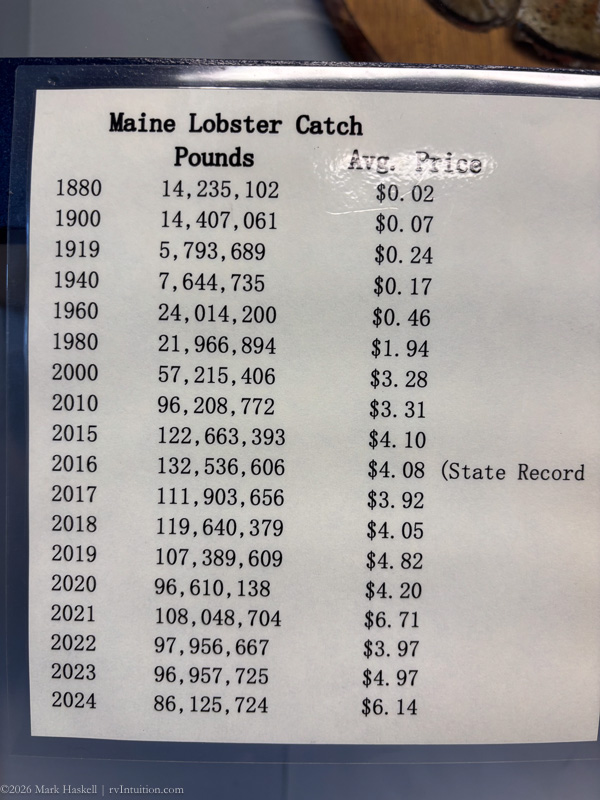 Maine Lobster Catch
Pounds Avg. Price
1880 14,235,102 $0.02
1900 14,407,061 $0.07
1919 5,793,689 $0.24
1940 7,644,735 $0.17
1960 24,014,200 $0.46
1980 21,966,894 $1.94
2000 57,215,406 $3.28
2010 96,208,772 $3.31
2015 122,663,393 $4.10
2016 132,536,606 $4.08 (State Record
2017 111,903,656 $3.92
2018 119,640,379 $4.05
2019 107,389,609 $4.82
2020 96,610,138 $4.20
2021 108,048,704 $6.71
2022 97,956,667 $3.97
2023 96,957,725 $4.97
2024 86,125,724 $6.14
©2026 Mark Haskell | rvIntuition.com